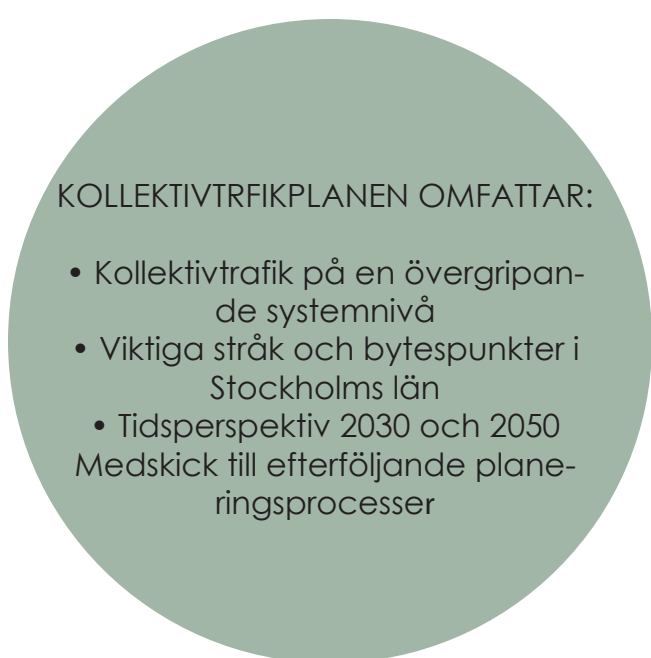 KOLLEKTIVTRFIKPLANEN OMFATTAR:
• Kollektivtrafik på en övergripan-
de systemnivå
• Viktiga stråk och bytespunkter i
Stockholms län
• Tidsperspektiv 2030 och 2050
Medskick till efterföljande plane-
ringsprocesser